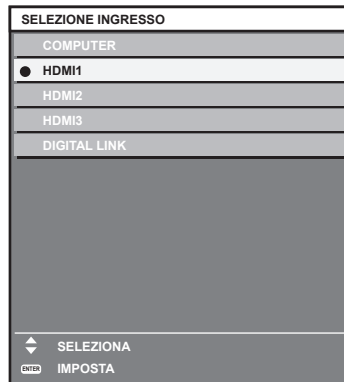 SELEZIONE INGRESSO
COMPUTER
HDMI1
HDMI2
HDMI3
DIGITAL LINK
SELEZIONA
ENTER IMPOSTA